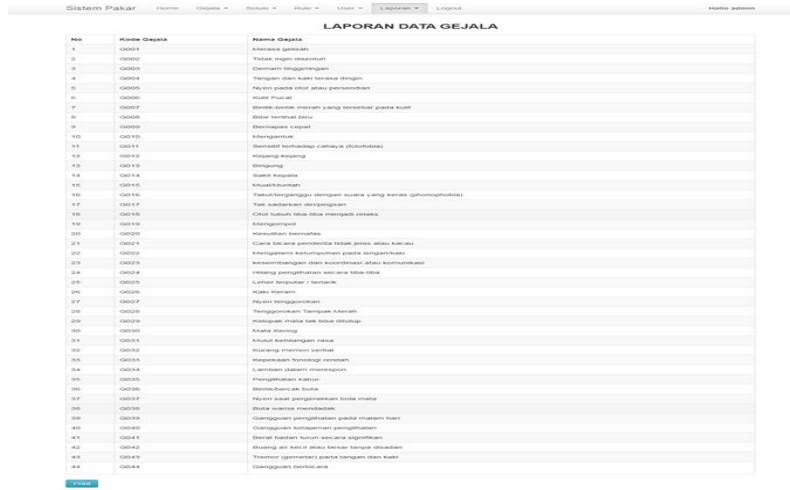 Sistem Pakar Home Gejala Solusi Rule User Laporan Logout Hallo admin
LAPORAN DATA GEJALA
No Kode Gejala Nama Gejala
1 G001 Merasa gelisah
2 G002 Tidak ingin disentuh
3 G003 Demam tinggi/ringan
4 G004 Tangan dan kaki terasa dingin
5 G005 Nyeri pada otot atau persendian
6 G006 Kulit Pucat
7 G007 Bintik-bintik merah yang tersebar pada kulit
8 G008 Bibir terlihat biru
9 G009 Bernapas cepat
10 G010 Mengantuk
11 G011 Sensitif terhadap cahaya (fotofobia)
12 G012 Kejang-kejang
13 G013 Bingung
14 G014 Sakit kepala
15 G015 Mual/Muntah
16 G016 Takut/terganggu dengan suara yang keras (phonophobia)
17 G017 Tak sadarkan diri/pingsan
18 G018 Otot tubuh tiba-tiba menjadi relaks
19 G019 Mengompol
20 G020 Kesulitan bernafas
21 G021 Cara bicara penderita tidak jelas atau kacau
22 G022 Mengalami kelumpuhan pada lengan/kaki
23 G023 keseimbangan dan koordinasi atau komunikasi
24 G024 Hilang penglihatan secara tiba-tiba
25 G025 Leher terputar / tertarik
26 G026 Kaki Keram
27 G027 Nyeri tenggorokan
28 G028 Tenggorokan Tampak Merah
29 G029 Kelopak mata tak bisa ditutup
30 G030 Mata Kering
31 G031 Mulut kehilangan rasa
32 G032 Kurang memori verbal
33 G033 Kepekaan fonologi rendah
34 G034 Lamban dalam merespon
35 G035 Penglihatan kabur
36 G036 Bintik/bercak buta
37 G037 Nyeri saat pergerakkan bola mata
38 G038 Buta warna mendadak
39 G039 Gangguan penglihatan pada malam hari
40 G040 Gangguan ketajaman penglihatan
41 G041 Berat badan turun secara signifikan
42 G042 Buang air kecil atau besar tanpa disadari
43 G043 Tremor (gemetar) pada tangan dan kaki
44 G044 Gangguan berbicara
Print